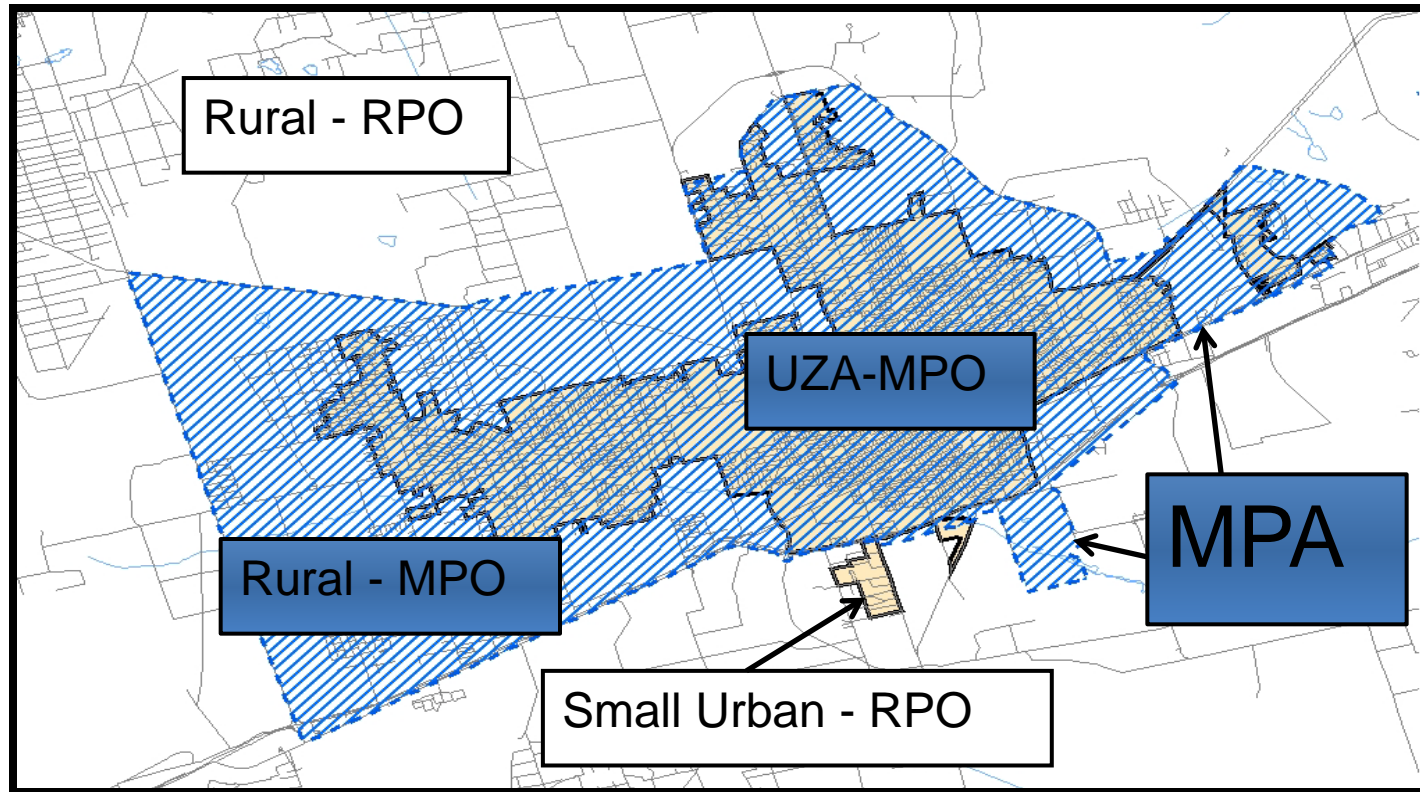 Rural - RPO
UZA-MPO
MPA
Rural - MPO
Small Urban - RPO